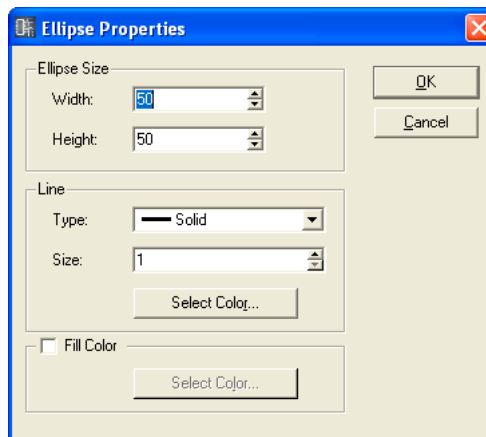 Ellipse Properties
Ellipse Size
Width: 50
Height: 50
OK
Cancel
Line
Type: Solid
Size: 1
Select Color...
Fill Color
Select Color...